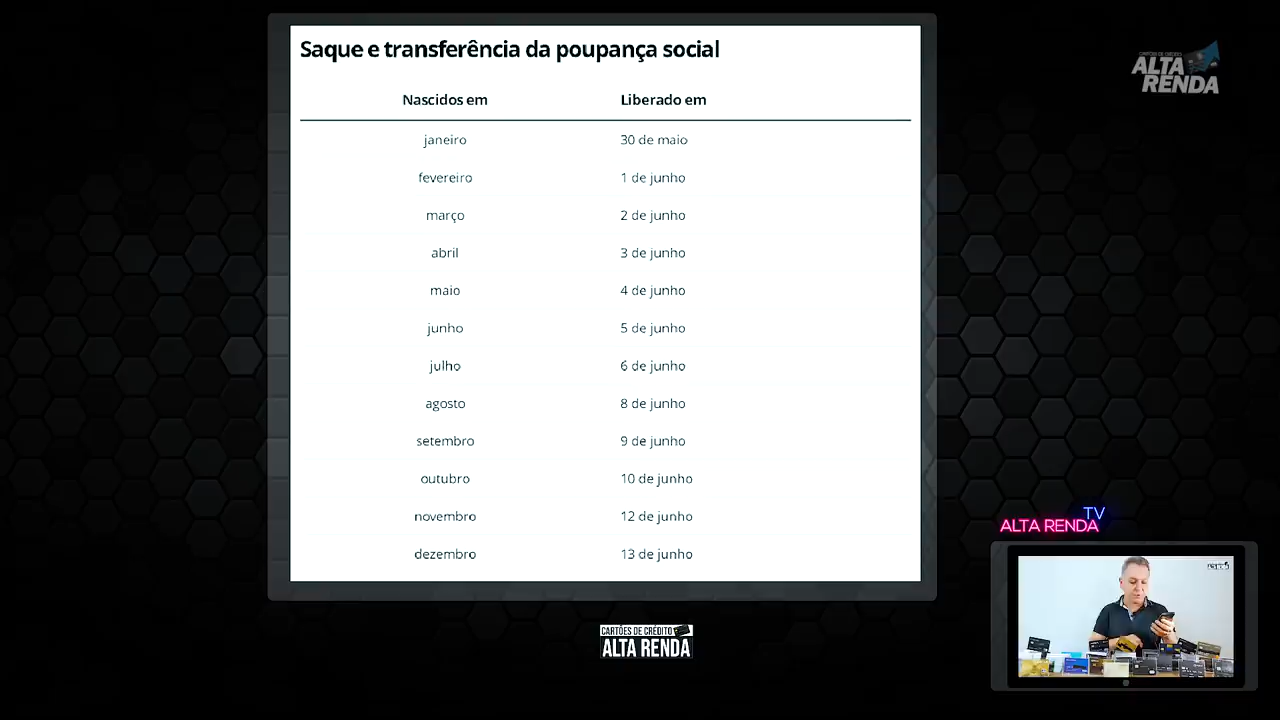 Saque e transferência da poupança social
Nascidos em Liberado em
janeiro 30 de maio
fevereiro 1 de junho
março 2 de junho
abril 3 de junho
maio 4 de junho
junho 5 de junho
julho 6 de junho
agosto 8 de junho
setembro 9 de junho
outubro 10 de junho
novembro 12 de junho
dezembro 13 de junho
CARTÕES DE CRÉDITO
ALTA
RENDA
TV
ALTA RENDA
CARTÕES DE CRÉDITO
ALTA RENDA